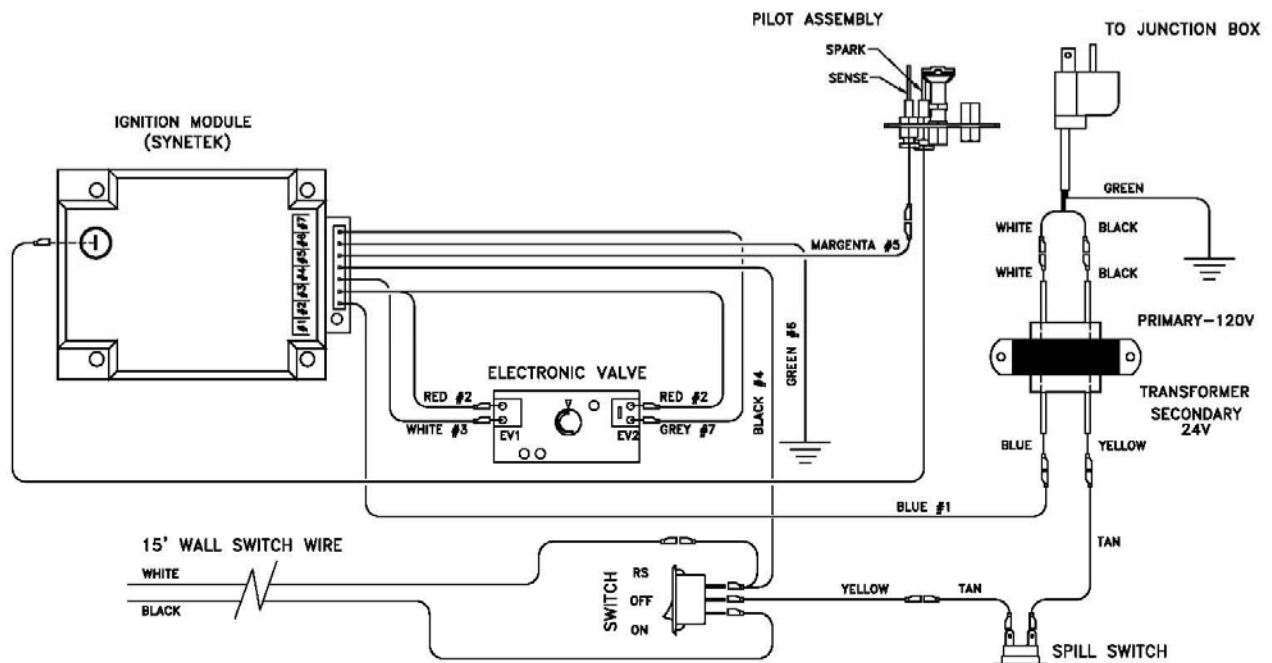 PILOT ASSEMBLY
TO JUNCTION BOX
SPARK
SENSE
IGNITION MODULE
(SYNETEK)
GREEN
#7
#6
#5
#4
#3
#2
#1
WHITE
BLACK
MARGENTA #5
WHITE
BLACK
PRIMARY-120V
GREEN #6
BLACK #4
ELECTRONIC VALVE
RED #2
RED #2
WHITE #3
EV1
EV2
GREY #7
TRANSFORMER
SECONDARY
24V
BLUE
YELLOW
BLUE #1
TAN
15' WALL SWITCH WIRE
WHITE
BLACK
SWITCH
RS
OFF
ON
YELLOW
TAN
SPILL SWITCH